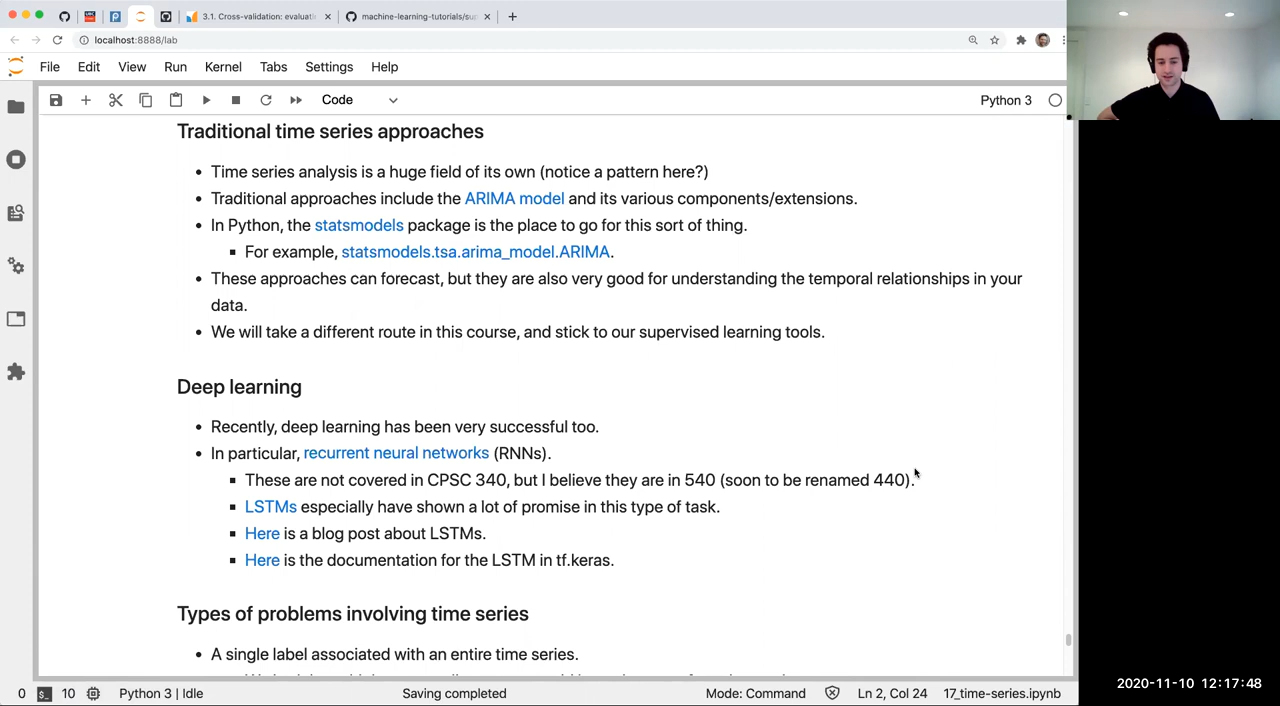 3.1. Cross-validation: evaluati
machine-learning-tutorials/su
localhost:8888/lab
File Edit View Run Kernel Tabs Settings Help
Code
Python 3
Traditional time series approaches
• Time series analysis is a huge field of its own (notice a pattern here?)
• Traditional approaches include the ARIMA model and its various components/extensions.
• In Python, the statsmodels package is the place to go for this sort of thing.
▪ For example, statsmodels.tsa.arima_model.ARIMA.
• These approaches can forecast, but they are also very good for understanding the temporal relationships in your
data.
• We will take a different route in this course, and stick to our supervised learning tools.
Deep learning
• Recently, deep learning has been very successful too.
• In particular, recurrent neural networks (RNNs).
▪ These are not covered in CPSC 340, but I believe they are in 540 (soon to be renamed 440).
▪ LSTMs especially have shown a lot of promise in this type of task.
▪ Here is a blog post about LSTMs.
▪ Here is the documentation for the LSTM in tf.keras.
Types of problems involving time series
• A single label associated with an entire time series.
0 10 Python 3 | Idle Saving completed Mode: Command Ln 2, Col 24 17_time-series.ipynb
2020-11-10 12:17:48